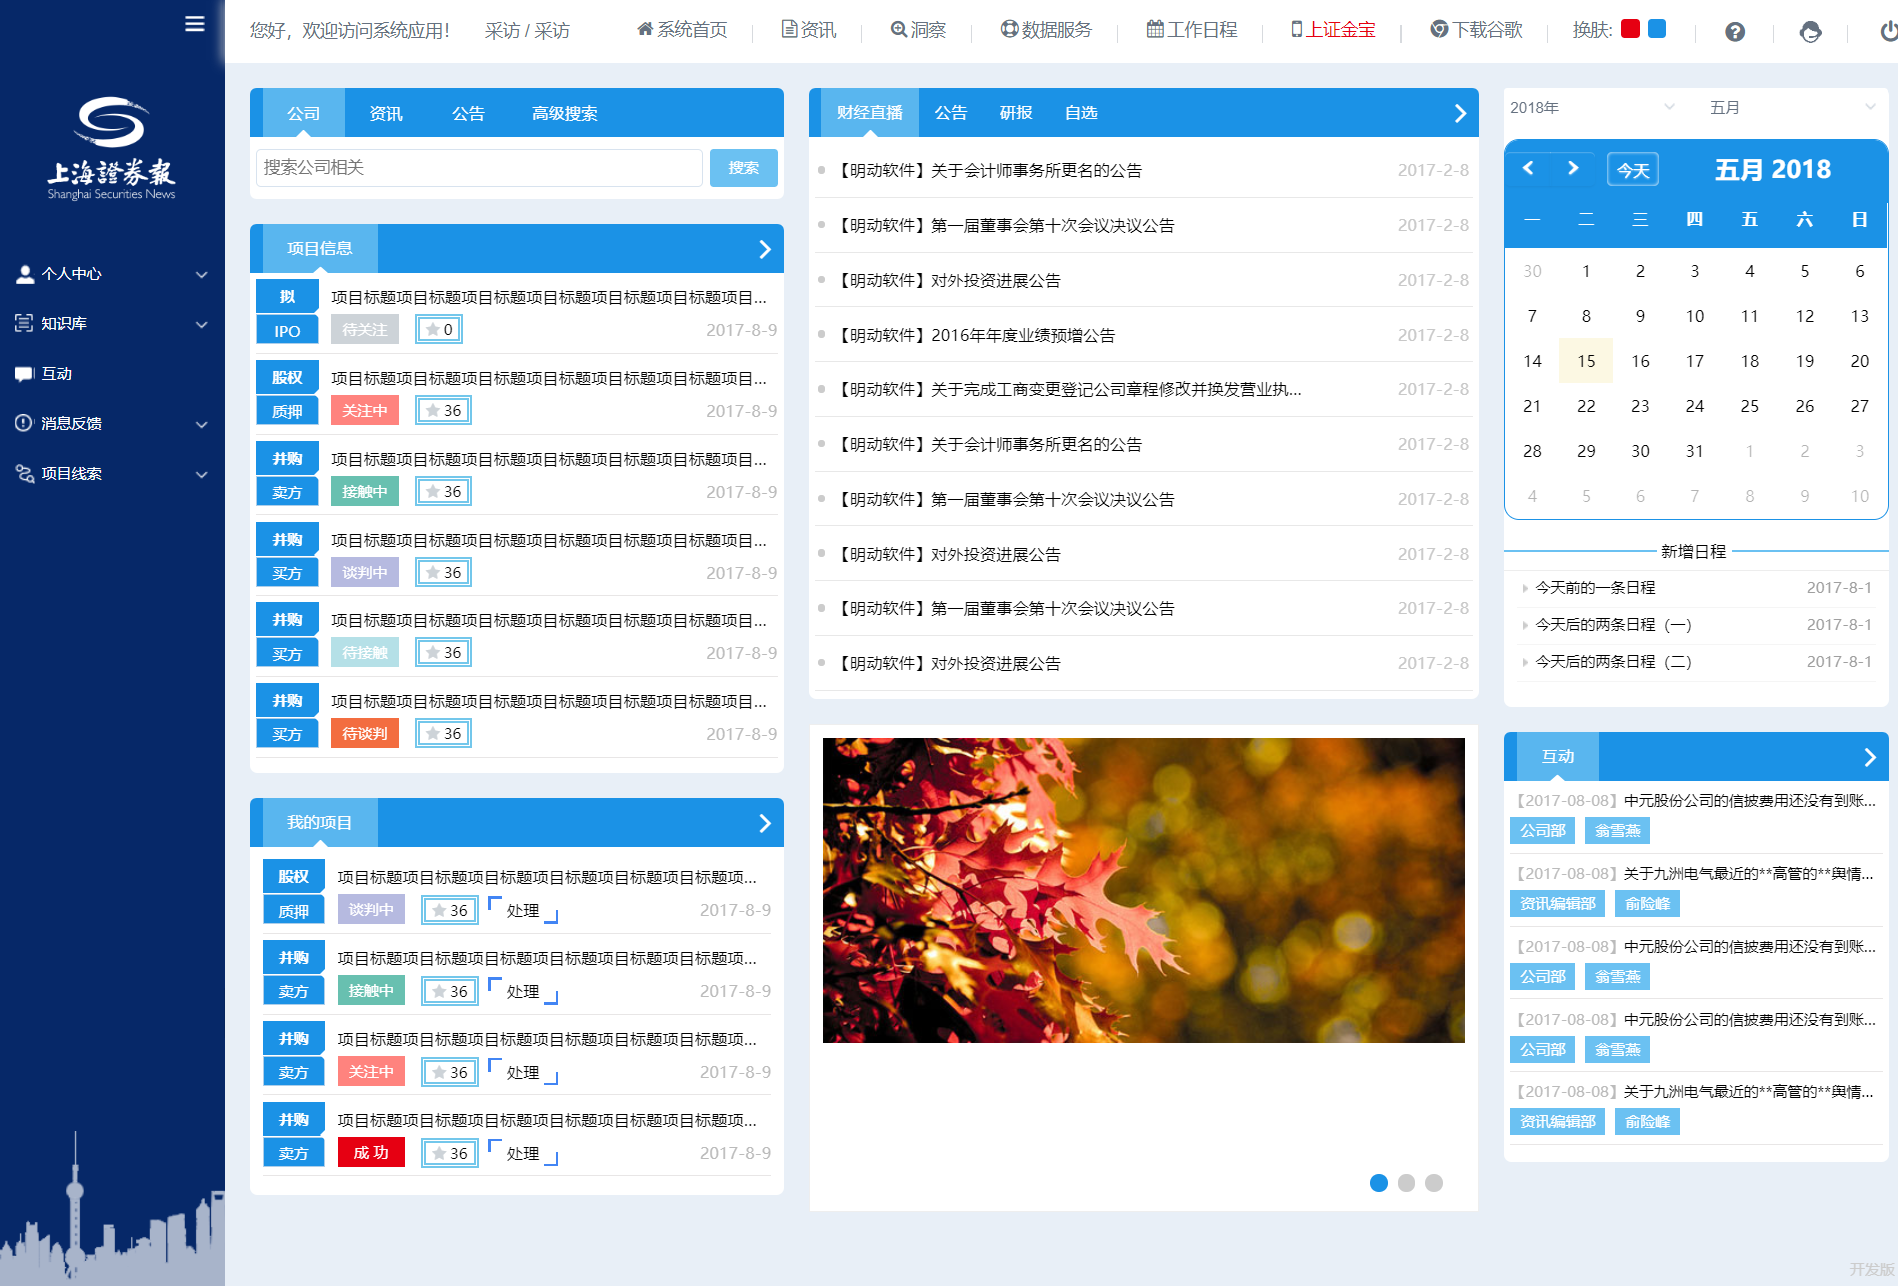 您好，欢迎访问系统应用！ 采访 / 采访 系统首页 资讯 洞察 数据服务 工作日程 上证金宝 下载谷歌 换肤:
上海證券報
Shanghai Securities News
个人中心
知识库
互动
消息反馈
项目线索
公司 资讯 公告 高级搜索
搜索公司相关 搜索
项目信息
拟 项目标题项目标题项目标题项目标题项目标题项目标题项目...
IPO 待关注 0 2017-8-9
股权 项目标题项目标题项目标题项目标题项目标题项目标题项目...
质押 关注中 36 2017-8-9
并购 项目标题项目标题项目标题项目标题项目标题项目标题项目...
卖方 接触中 36 2017-8-9
并购 项目标题项目标题项目标题项目标题项目标题项目标题项目...
买方 谈判中 36 2017-8-9
并购 项目标题项目标题项目标题项目标题项目标题项目标题项目...
买方 待接触 36 2017-8-9
并购 项目标题项目标题项目标题项目标题项目标题项目标题项目...
买方 待谈判 36 2017-8-9
我的项目
股权 项目标题项目标题项目标题项目标题项目标题项目标题项...
质押 谈判中 36 处理 2017-8-9
并购 项目标题项目标题项目标题项目标题项目标题项目标题项...
卖方 接触中 36 处理 2017-8-9
并购 项目标题项目标题项目标题项目标题项目标题项目标题项...
卖方 关注中 36 处理 2017-8-9
并购 项目标题项目标题项目标题项目标题项目标题项目标题项...
卖方 成功 36 处理 2017-8-9
财经直播 公告 研报 自选
【明动软件】关于会计师事务所更名的公告 2017-2-8
【明动软件】第一届董事会第十次会议决议公告 2017-2-8
【明动软件】对外投资进展公告 2017-2-8
【明动软件】2016年年度业绩预增公告 2017-2-8
【明动软件】关于完成工商变更登记公司章程修改并换发营业执... 2017-2-8
【明动软件】关于会计师事务所更名的公告 2017-2-8
【明动软件】第一届董事会第十次会议决议公告 2017-2-8
【明动软件】对外投资进展公告 2017-2-8
【明动软件】第一届董事会第十次会议决议公告 2017-2-8
【明动软件】对外投资进展公告 2017-2-8
2018年 五月
今天 五月 2018
一 二 三 四 五 六 日
30 1 2 3 4 5 6
7 8 9 10 11 12 13
14 15 16 17 18 19 20
21 22 23 24 25 26 27
28 29 30 31 1 2 3
4 5 6 7 8 9 10
新增日程
今天前的一条日程 2017-8-1
今天后的两条日程（一） 2017-8-1
今天后的两条日程（二） 2017-8-1
互动
【2017-08-08】中元股份公司的信披费用还没有到账...
公司部 翁雪燕
【2017-08-08】关于九洲电气最近的**高管的**舆情...
资讯编辑部 俞险峰
【2017-08-08】中元股份公司的信披费用还没有到账...
公司部 翁雪燕
【2017-08-08】中元股份公司的信披费用还没有到账...
公司部 翁雪燕
【2017-08-08】关于九洲电气最近的**高管的**舆情...
资讯编辑部 俞险峰
开发版